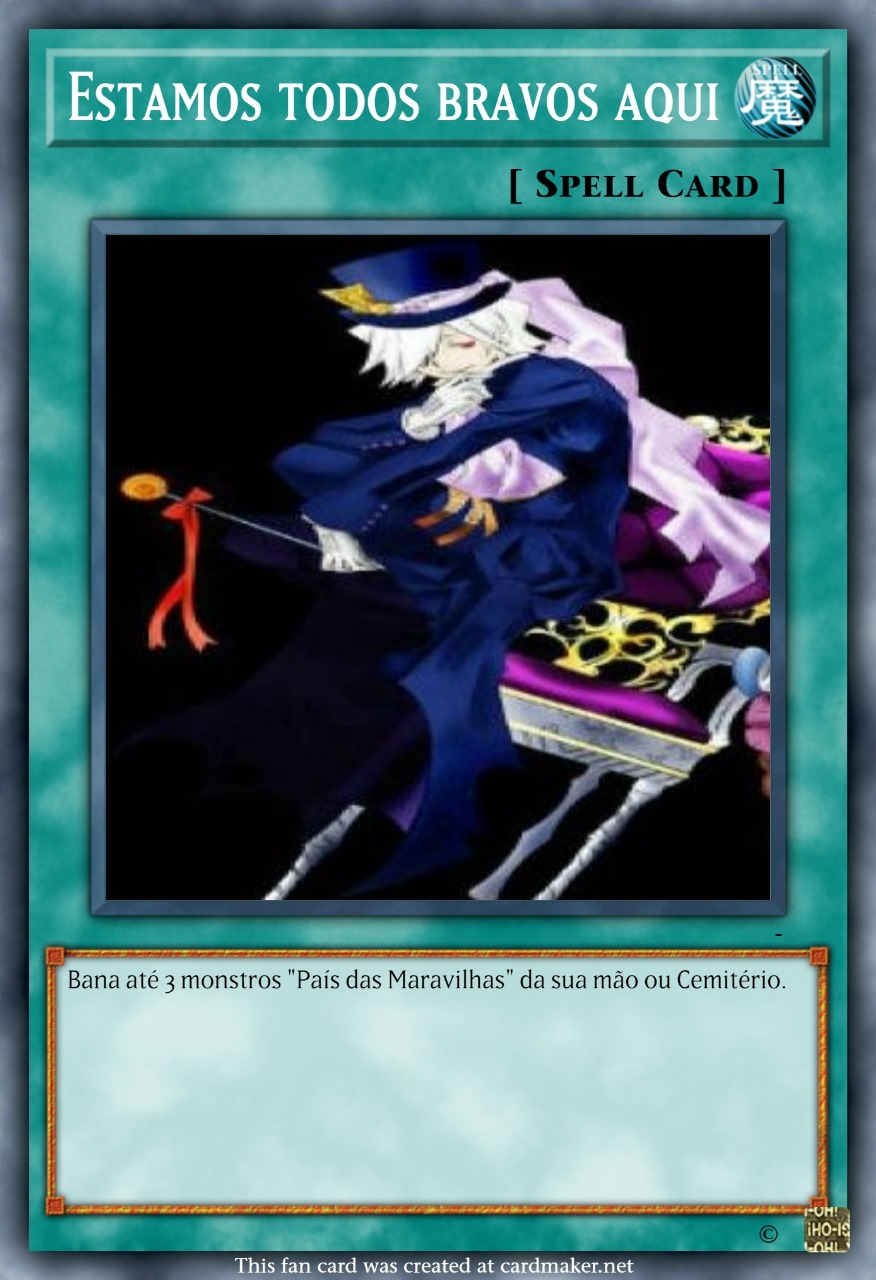 Estamos todos bravos aqui
SPELL
魔
[ Spell Card ]
-
Bana até 3 monstros "País das Maravilhas" da sua mão ou Cemitério.
©
This fan card was created at cardmaker.net